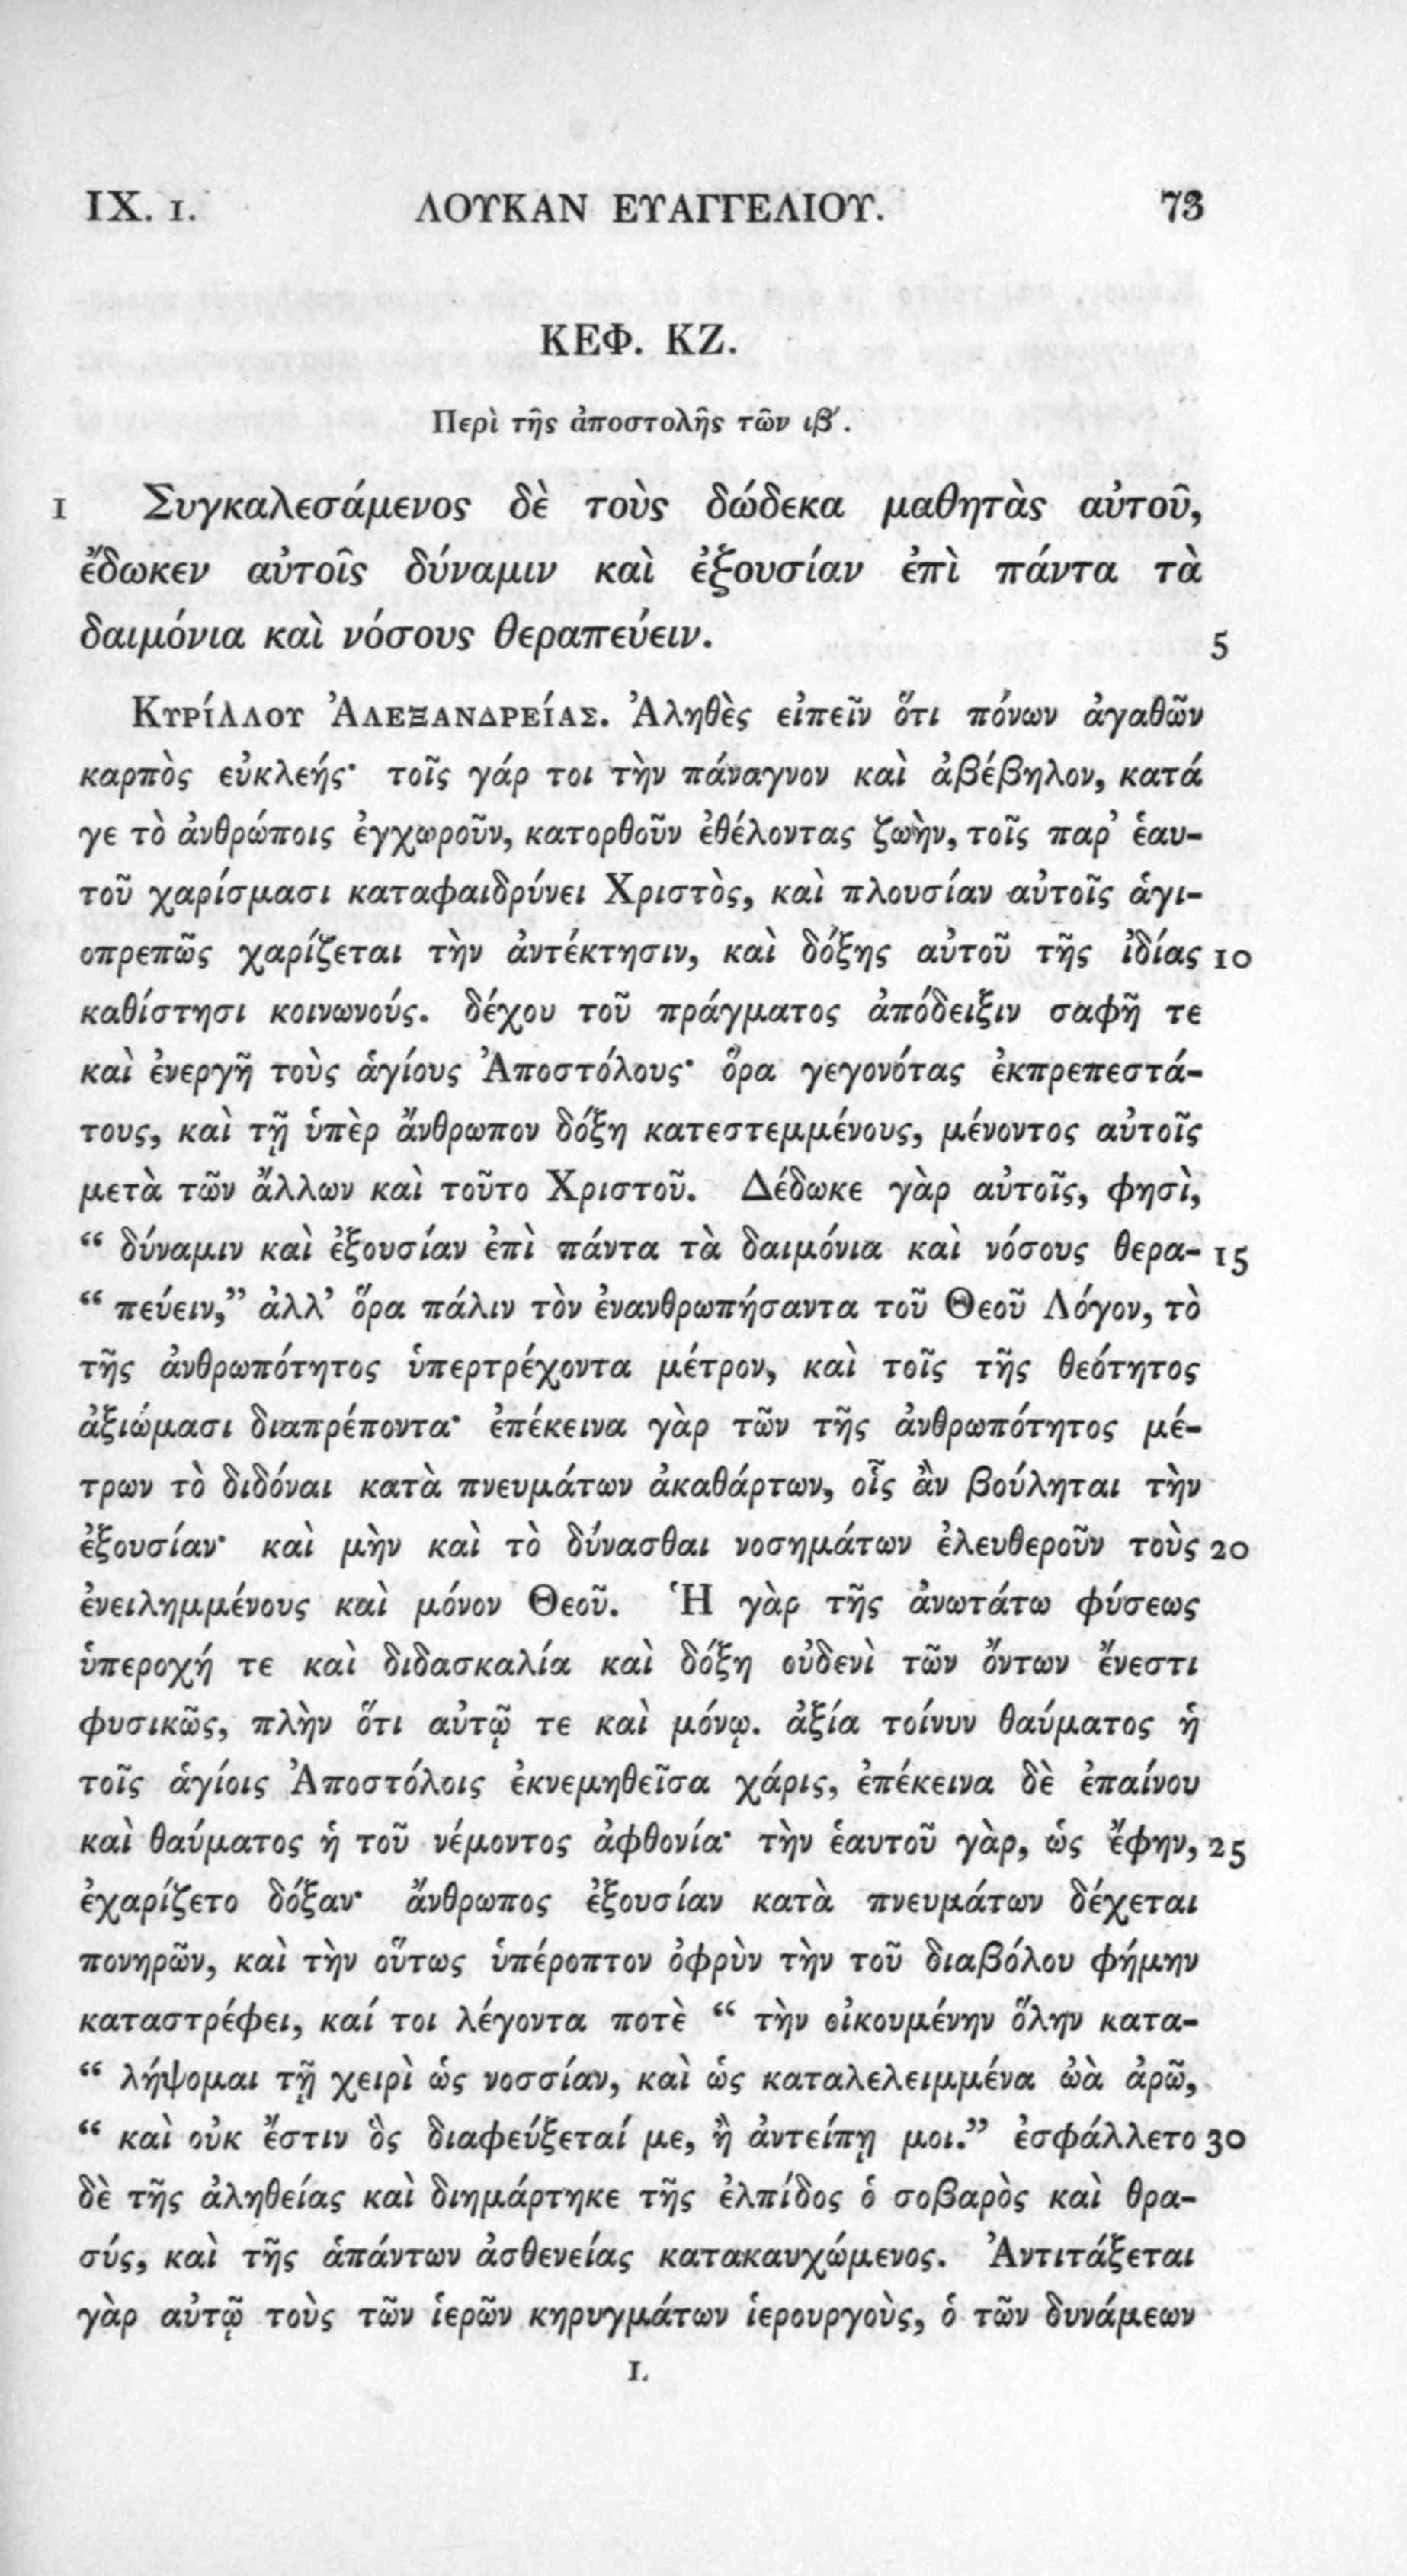 IX. 1. ΛΟΥΚΑΝ ΕΥΑΓΓΕΛΙΟΥ. 73
ΚΕΦ. ΚΖ.
Περὶ τῆς ἀποστολῆς τῶν ιβ΄.
1 Συγκαλεσάμενος δὲ τοὺς δώδεκα μαθητὰς αὐτοῦ,
ἔδωκεν αὐτοῖς δύναμιν καὶ ἐξουσίαν ἐπὶ πάντα τὰ
δαιμόνια καὶ νόσους θεραπεύειν. 5
Κυρίλλου Ἀλεξανδρείας. Ἀληθὲς εἰπεῖν ὅτι πόνων ἀγαθῶν
καρπὸς εὐκλεής· τοῖς γάρ τοι τὴν πάναγνον καὶ ἀβέβηλον, κατά
γε τὸ ἀνθρώποις ἐγχωροῦν, κατορθοῦν ἐθέλοντας ζωὴν, τοῖς παρ’ ἑαυ-
τοῦ χαρίσμασι καταφαιδρύνει Χριστὸς, καὶ πλουσίαν αὐτοῖς ἁγι-
οπρεπῶς χαρίζεται τὴν ἀντέκτησιν, καὶ δόξης αὐτοῦ τῆς ἰδίας 10
καθίστησι κοινωνούς. δέχου τοῦ πράγματος ἀπόδειξιν σαφῆ τε
καὶ ἐνεργῆ τοὺς ἁγίους Ἀποστόλους· ὅρα γεγονότας ἐκπρεπεστά-
τους, καὶ τῇ ὑπὲρ ἄνθρωπον δόξῃ κατεστεμμένους, μένοντος αὐτοῖς
μετὰ τῶν ἄλλων καὶ τοῦτο Χριστοῦ. Δέδωκε γὰρ αὐτοῖς, φησὶ,
“ δύναμιν καὶ ἐξουσίαν ἐπὶ πάντα τὰ δαιμόνια καὶ νόσους θερα- 15
“ πεύειν,” ἀλλ’ ὅρα πάλιν τὸν ἐνανθρωπήσαντα τοῦ Θεοῦ Λόγον, τὸ
τῆς ἀνθρωπότητος ὑπερτρέχοντα μέτρον, καὶ τοῖς τῆς θεότητος
ἀξιώμασι διαπρέποντα· ἐπέκεινα γὰρ τῶν τῆς ἀνθρωπότητος μέ-
τρων τὸ διδόναι κατὰ πνευμάτων ἀκαθάρτων, οἷς ἂν βούληται τὴν
ἐξουσίαν· καὶ μὴν καὶ τὸ δύνασθαι νοσημάτων ἐλευθεροῦν τοὺς 20
ἐνειλημμένους καὶ μόνον Θεοῦ. Ἡ γὰρ τῆς ἀνωτάτω φύσεως
ὑπεροχή τε καὶ διδασκαλία καὶ δόξη οὐδενὶ τῶν ὄντων ἔνεστι
φυσικῶς, πλὴν ὅτι αὐτῷ τε καὶ μόνῳ. ἀξία τοίνυν θαύματος ἡ
τοῖς ἁγίοις Ἀποστόλοις ἐκνεμηθεῖσα χάρις, ἐπέκεινα δὲ ἐπαίνου
καὶ θαύματος ἡ τοῦ νέμοντος ἀφθονία· τὴν ἑαυτοῦ γὰρ, ὡς ἔφην, 25
ἐχαρίζετο δόξαν· ἄνθρωπος ἐξουσίαν κατὰ πνευμάτων δέχεται
πονηρῶν, καὶ τὴν οὕτως ὑπέροπτον ὀφρὺν τὴν τοῦ διαβόλου φήμην
καταστρέφει, καί τοι λέγοντα ποτὲ “ τὴν οἰκουμένην ὅλην κατα-
“ λήψομαι τῇ χειρὶ ὡς νοσσίαν, καὶ ὡς καταλελειμμένα ὠὰ ἀρῶ,
“ καὶ οὐκ ἔστιν ὃς διαφεύξεταί με, ἢ ἀντείπῃ μοι.” ἐσφάλλετο 30
δὲ τῆς ἀληθείας καὶ διημάρτηκε τῆς ἐλπίδος ὁ σοβαρὸς καὶ θρα-
σύς, καὶ τῆς ἁπάντων ἀσθενείας κατακαυχώμενος. Ἀντιτάξεται
γὰρ αὐτῷ τοὺς τῶν ἱερῶν κηρυγμάτων ἱερουργοὺς, ὁ τῶν δυνάμεων
L